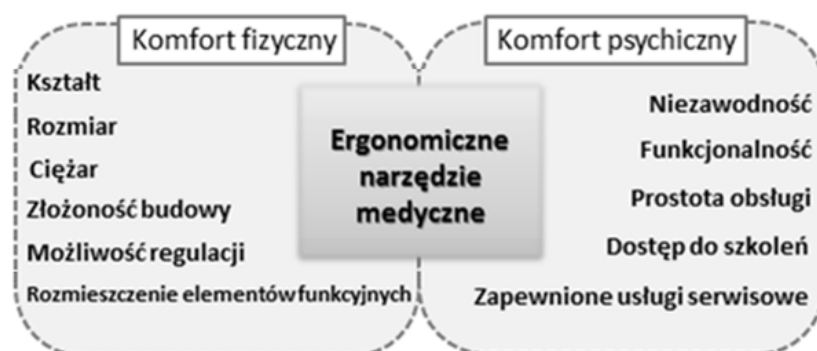 Komfort fizyczny
Kształt
Rozmiar
Ciężar
Złożoność budowy
Możliwość regulacji
Rozmieszczenie elementów funkcyjnych
Ergonomiczne
narzędzie
medyczne
Komfort psychiczny
Niezawodność
Funkcjonalność
Prostota obsługi
Dostęp do szkoleń
Zapewnione usługi serwisowe